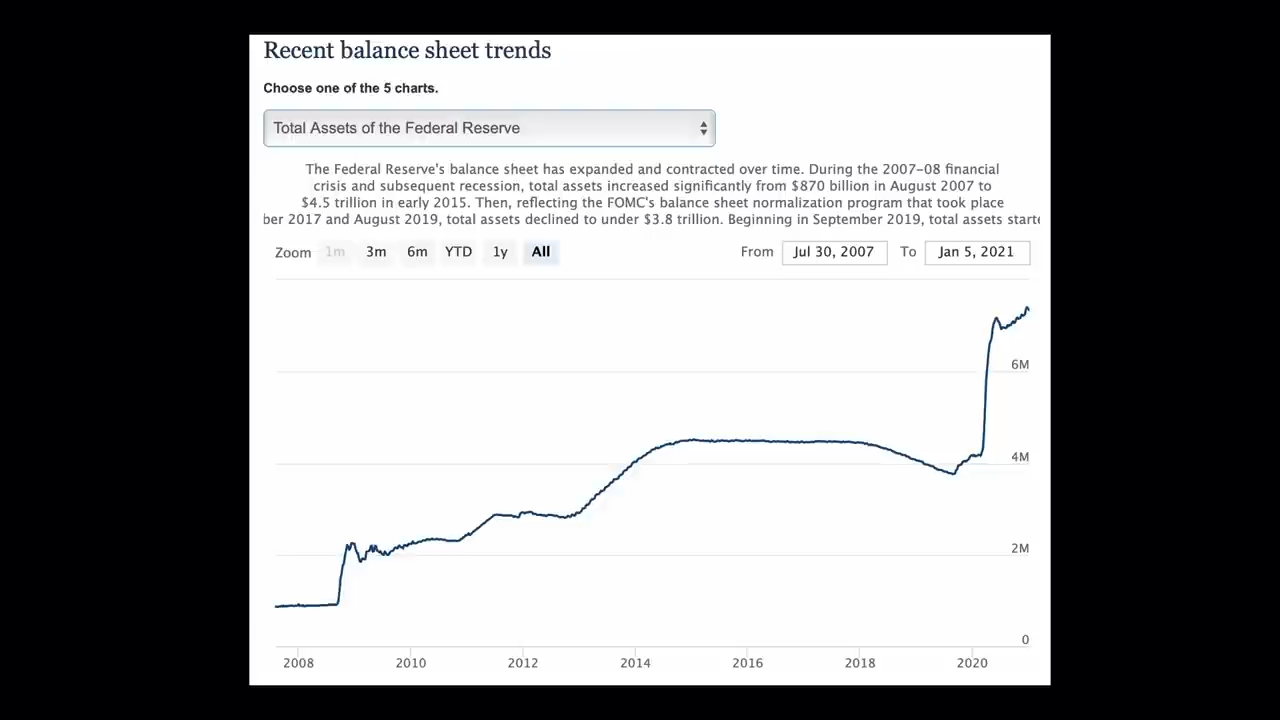 Recent balance sheet trends
Choose one of the 5 charts.
Total Assets of the Federal Reserve
The Federal Reserve's balance sheet has expanded and contracted over time. During the 2007-08 financial
crisis and subsequent recession, total assets increased significantly from $870 billion in August 2007 to
$4.5 trillion in early 2015. Then, reflecting the FOMC's balance sheet normalization program that took place
ber 2017 and August 2019, total assets declined to under $3.8 trillion. Beginning in September 2019, total assets starte
Zoom 1m 3m 6m YTD 1y All From Jul 30, 2007 To Jan 5, 2021
6M
4M
2M
0
2008 2010 2012 2014 2016 2018 2020